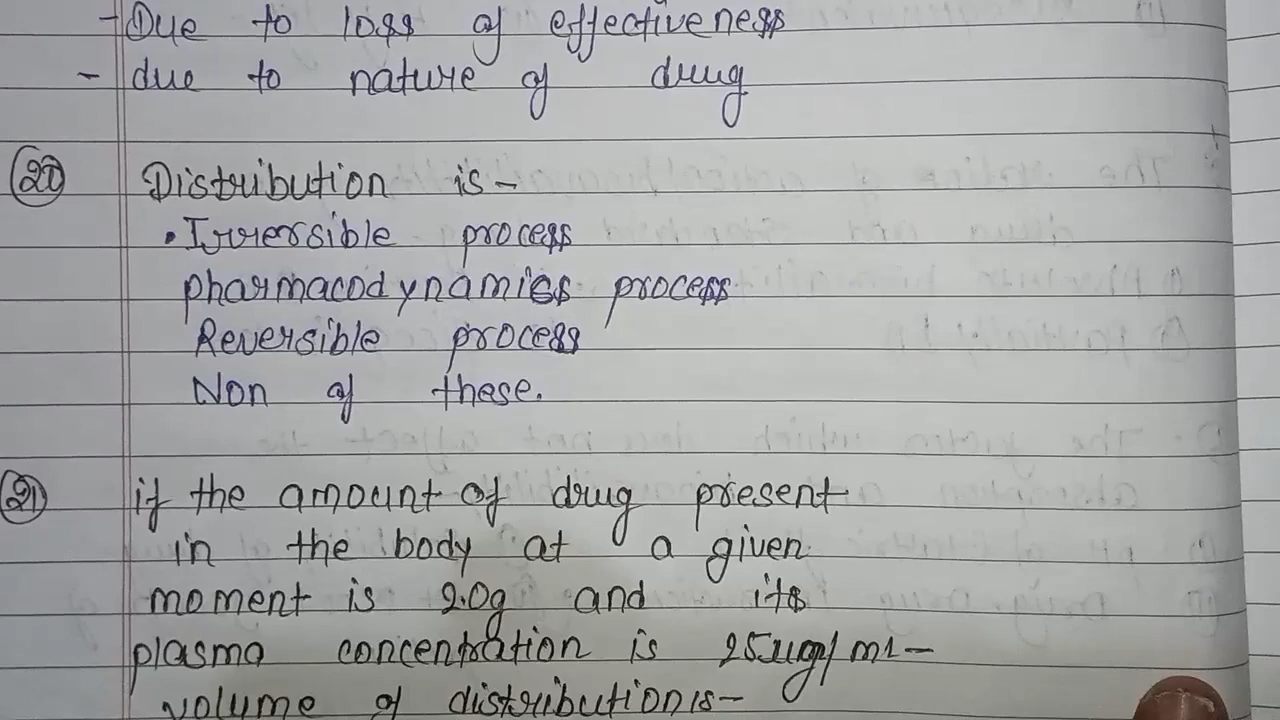 - Due to loss of effectiveness
- due to nature of drug
20 Distribution is -
• Irrversible process
pharmacodynamics process
Reversible process
Non of these.
21 if the amount of drug present
in the body at a given
moment is 2.0g and its
plasma concentration is 25μg/ml-
volume of distribution is -